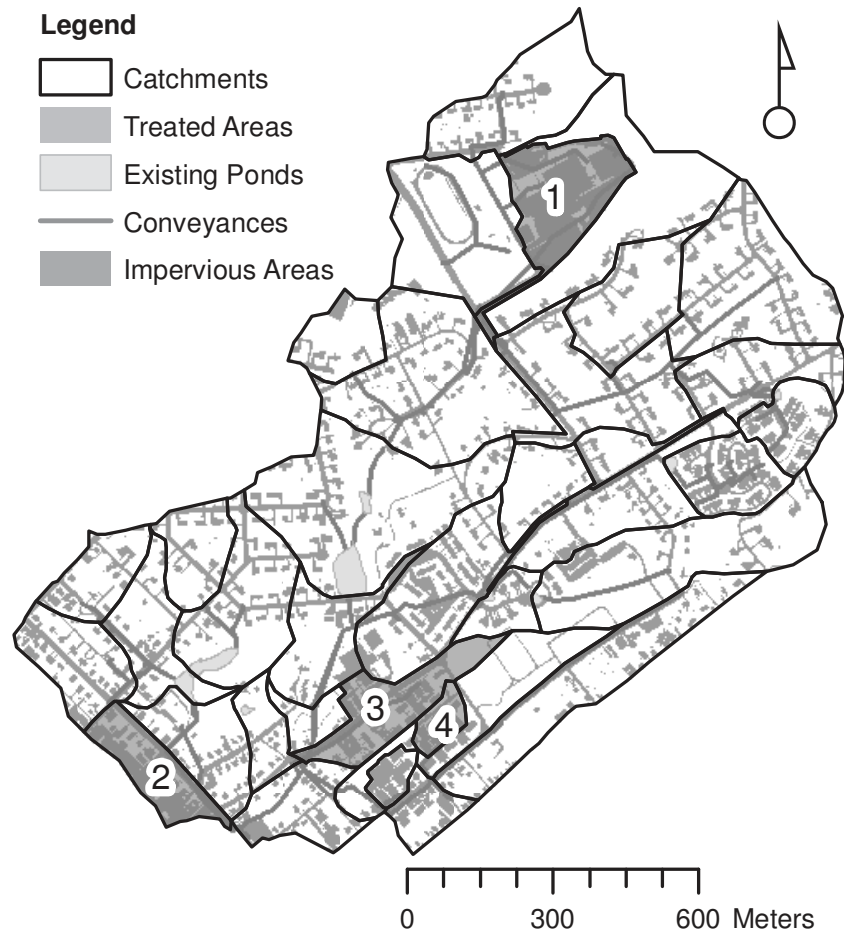 Legend
Catchments
Treated Areas
Existing Ponds
Conveyances
Impervious Areas
1
2
3
4
0 300 600 Meters